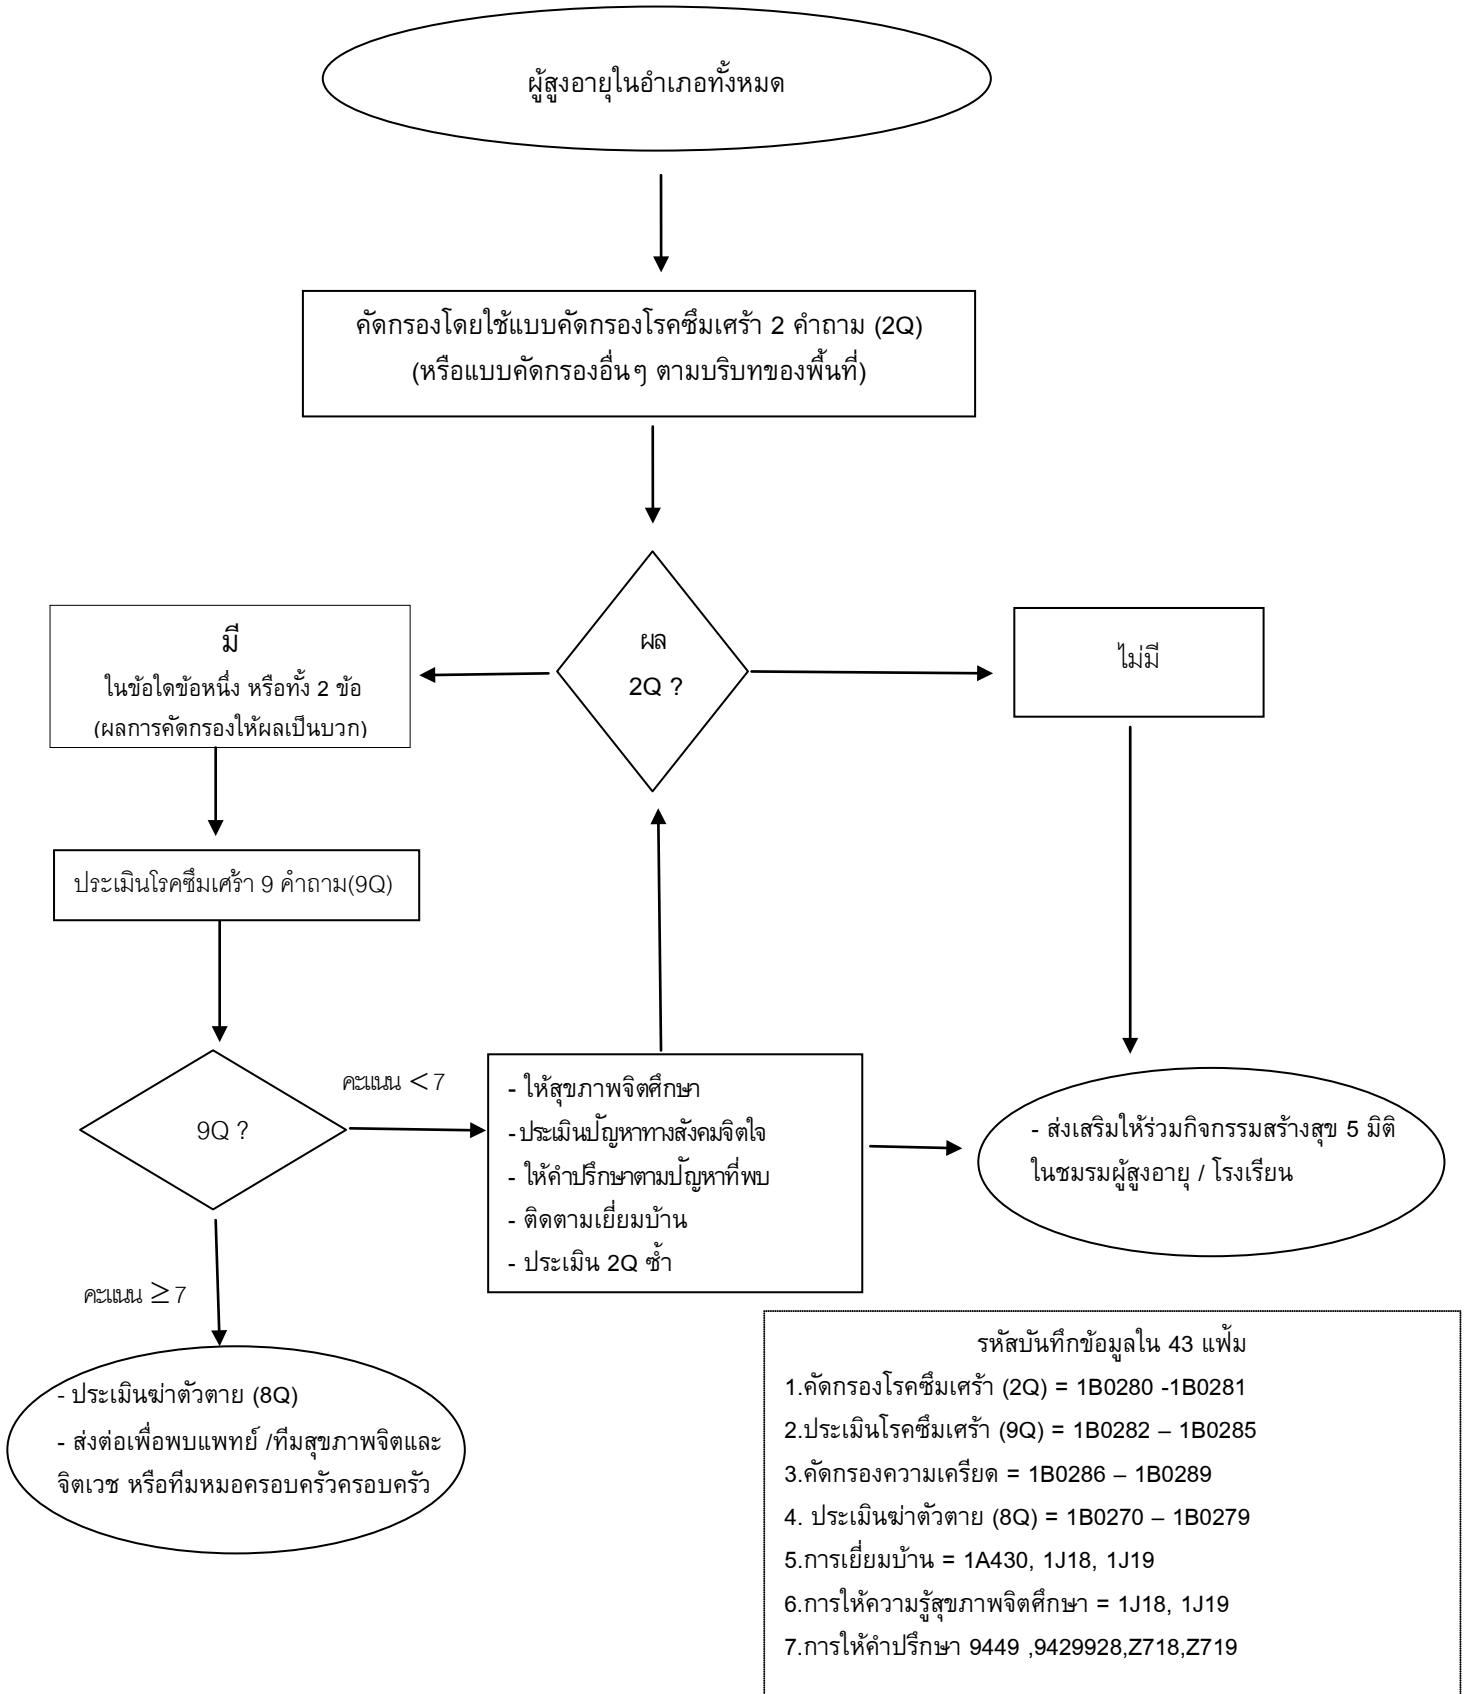 ผู้สูงอายุในอำเภอทั้งหมด
คัดกรองโดยใช้แบบคัดกรองโรคซึมเศร้า 2 คำถาม (2Q)
(หรือแบบคัดกรองอื่นๆ ตามบริบทของพื้นที่)
มี
ในข้อใดข้อหนึ่ง หรือทั้ง 2 ข้อ
(ผลการคัดกรองให้ผลเป็นบวก)
ผล
2Q ?
ไม่มี
ประเมินโรคซึมเศร้า 9 คำถาม(9Q)
9Q ?
คะแนน < 7
- ให้สุขภาพจิตศึกษา
-ประเมินปัญหาทางสังคมจิตใจ
- ให้คำปรึกษาตามปัญหาที่พบ
- ติดตามเยี่ยมบ้าน
- ประเมิน 2Q ซ้ำ
- ส่งเสริมให้ร่วมกิจกรรมสร้างสุข 5 มิติ
ในชมรมผู้สูงอายุ / โรงเรียน
คะแนน ≥ 7
- ประเมินฆ่าตัวตาย (8Q)
- ส่งต่อเพื่อพบแพทย์ /ทีมสุขภาพจิตและ
จิตเวช หรือทีมหมอครอบครัวครอบครัว
รหัสบันทึกข้อมูลใน 43 แฟ้ม
1.คัดกรองโรคซึมเศร้า (2Q) = 1B0280 -1B0281
2.ประเมินโรคซึมเศร้า (9Q) = 1B0282 – 1B0285
3.คัดกรองความเครียด = 1B0286 – 1B0289
4. ประเมินฆ่าตัวตาย (8Q) = 1B0270 – 1B0279
5.การเยี่ยมบ้าน = 1A430, 1J18, 1J19
6.การให้ความรู้สุขภาพจิตศึกษา = 1J18, 1J19
7.การให้คำปรึกษา 9449 ,9429928,Z718,Z719